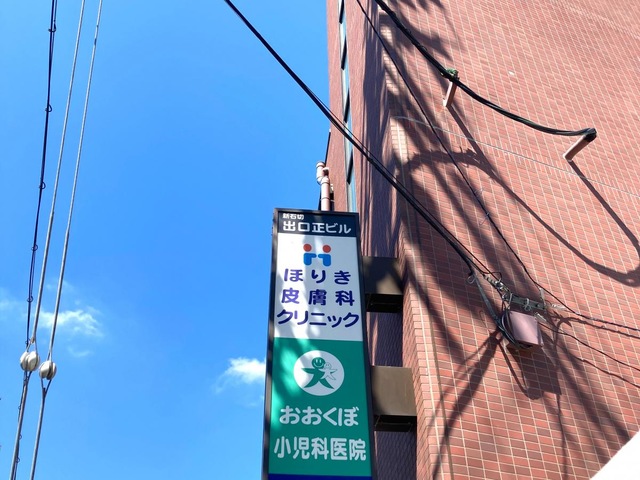 新石切
出口正ビル
ほりき
皮膚科
クリニック
おおくぼ
小児科医院